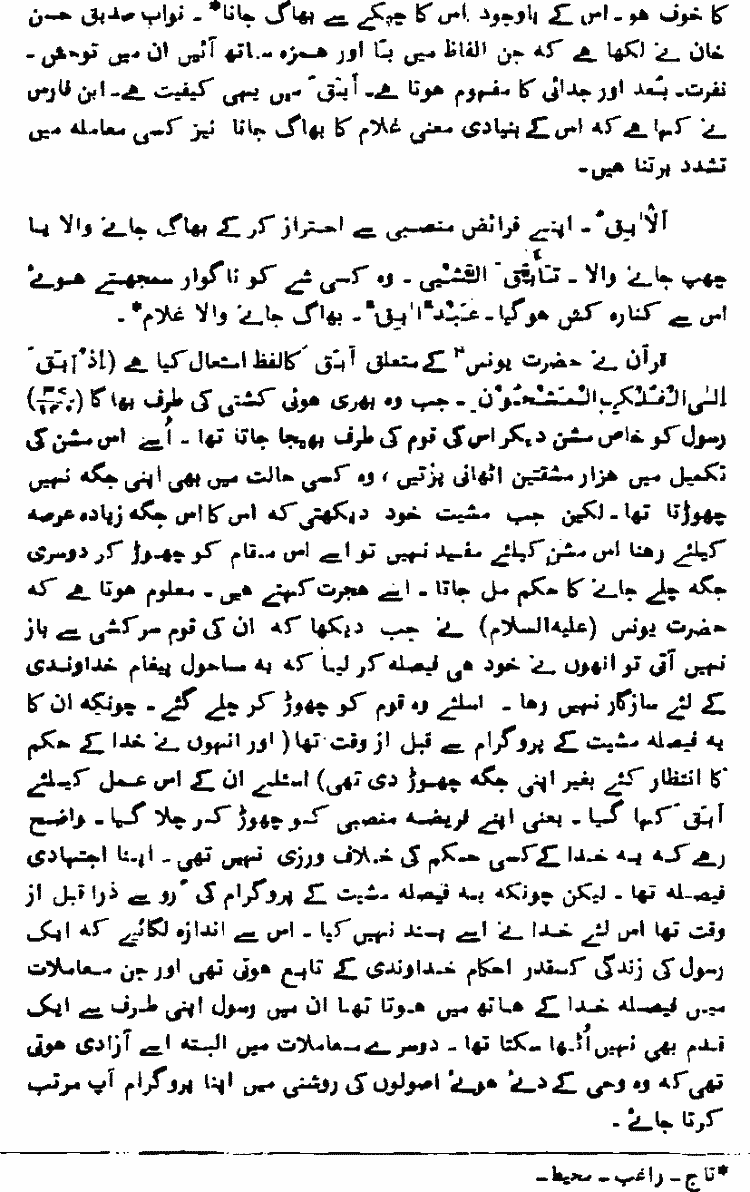 کا خوف ہو۔ اس کے باوجود اس کا چپکے سے بھاگ جانا*۔ نواب صدیق حسن
خان نے لکھا ہے کہ جن الفاظ میں بَا اور ہمزہ ساتھ آئیں ان میں توحش۔
نفرت۔ بُعد اور جدائی کا مفہوم ہوتا ہے۔ اَبَقَ میں یہی کیفیت ہے۔ ابن فارس
نے کہا ہے کہ اس کے بنیادی معنی غلام کا بھاگ جانا نیز کسی معاملہ میں
تشدد برتنا ہیں۔
اَلْاٰبِقُ۔ اپنے فرائض منصبی سے احتراز کر کے بھاگ جانے والا یا
چھپ جانے والا۔ تَاَبَّقَ الشَّیْیَٔ۔ وہ کسی شے کو ناگوار سمجھتے ہوئے
اس سے کنارہ کش ہو گیا۔ عَبْدٌ اٰبِقٌ۔ بھاگ جانے والا غلام*۔
قرآن نے حضرت یونسؑ کے متعلق اَبَقَ کا لفظ استعمال کیا ہے (اِذْ اَبَقَ
اِلَی الْفُلْکِ الْمَشْحُوْنِ۔ جب وہ بھری ہوئی کشتی کی طرف بھاگا (۳۷/۱۴۰)
رسول کو خاص مشن دیکر اس کی قوم کی طرف بھیجا جاتا تھا۔ اُسے اس مشن کی
تکمیل میں ہزار مشقتیں اٹھانی پڑتیں، وہ کسی حالت میں بھی اپنی جگہ نہیں
چھوڑتا تھا۔ لیکن جب مشیت خود دیکھتی کہ اس کا اس جگہ زیادہ عرصہ
کیلئے رہنا اس مشن کیلئے مفید نہیں تو اسے اس مقام کو چھوڑ کر دوسری
جگہ چلے جانے کا حکم مل جاتا۔ اسے ہجرت کہتے ہیں۔ معلوم ہوتا ہے کہ
حضرت یونس (علیہ السلام) نے جب دیکھا کہ ان کی قوم سرکشی سے باز
نہیں آتی تو انھوں نے خود ہی فیصلہ کر لیا کہ یہ ماحول پیغام خداوندی
کے لئے سازگار نہیں رہا۔ اسلئے وہ قوم کو چھوڑ کر چلے گئے۔ چونکہ ان کا
یہ فیصلہ مشیت کے پروگرام سے قبل از وقت تھا (اور انہوں نے خدا کے حکم
کا انتظار کئے بغیر اپنی جگہ چھوڑ دی تھی) اسلئے ان کے اس عمل کیلئے
اَبَقَ کہا گیا۔ یعنی اپنے فریضہ منصبی کو چھوڑ کر چلا گیا۔ واضح
رہے کہ یہ خدا کے کسی حکم کی خلاف ورزی نہیں تھی۔ اپنا اجتہادی
فیصلہ تھا۔ لیکن چونکہ یہ فیصلہ مشیت کے پروگرام کی رو سے ذرا قبل از
وقت تھا اس لئے خدا نے اسے پسند نہیں کیا۔ اس سے اندازہ لگائیے کہ ایک
رسول کی زندگی کسقدر احکام خداوندی کے تابع ہوتی تھی اور جن معاملات
میں فیصلہ خدا کے ہاتھ میں ہوتا تھا ان میں رسول اپنی طرف سے ایک
قدم بھی نہیں اُٹھا سکتا تھا۔ دوسرے معاملات میں البتہ اسے آزادی ہوتی
تھی کہ وہ وحی کے دئے ہوئے اصولوں کی روشنی میں اپنا پروگرام آپ مرتب
کرتا جائے۔
*تاج۔ راغب۔ محیط۔